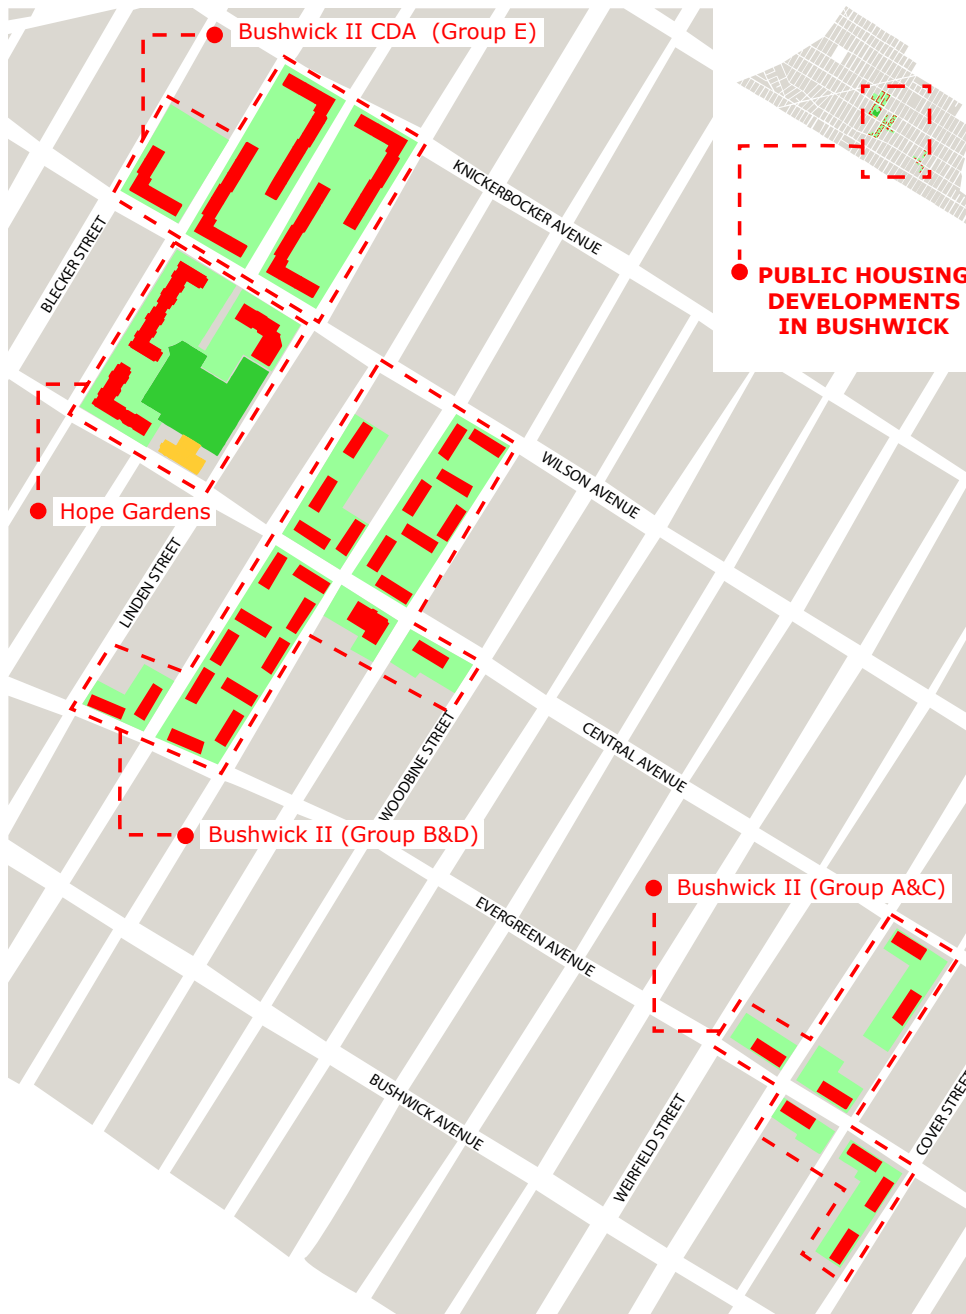 Bushwick II CDA (Group E)
KNICKERBOCKER AVENUE
BLECKER STREET
PUBLIC HOUSING
DEVELOPMENTS
IN BUSHWICK
WILSON AVENUE
Hope Gardens
LINDEN STREET
CENTRAL AVENUE
WOODBINE STREET
Bushwick II (Group B&D)
Bushwick II (Group A&C)
EVERGREEN AVENUE
BUSHWICK AVENUE
WEIRFIELD STREET
COVER STREET